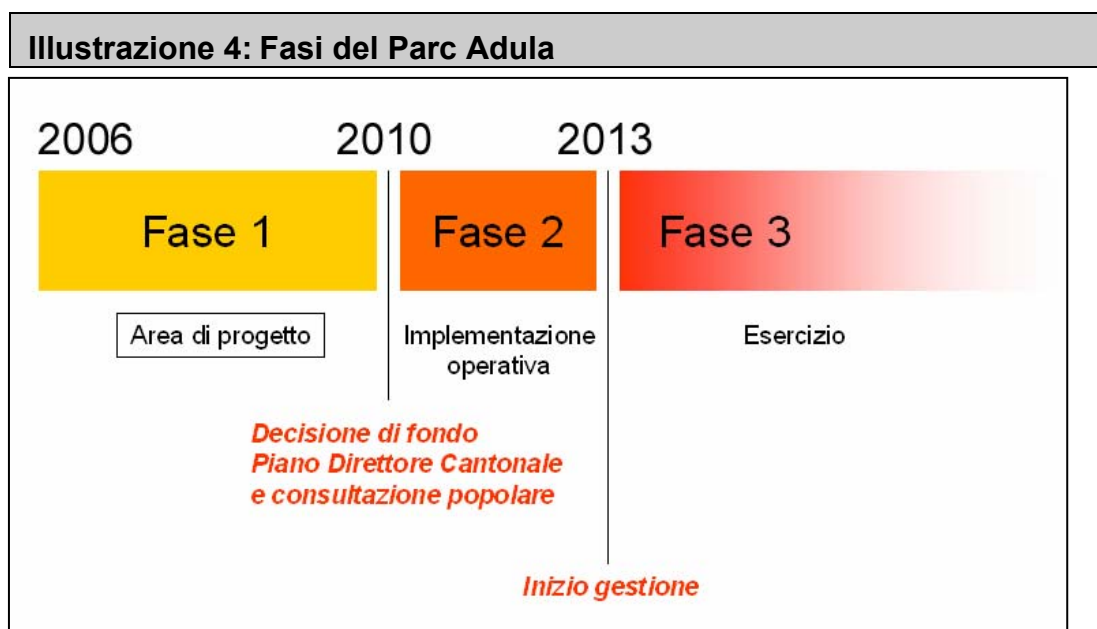 Illustrazione 4: Fasi del Parc Adula
2006 2010 2013
Fase 1 Fase 2 Fase 3
Area di progetto
Implementazione
operativa
Esercizio
Decisione di fondo
Piano Direttore Cantonale
e consultazione popolare
Inizio gestione